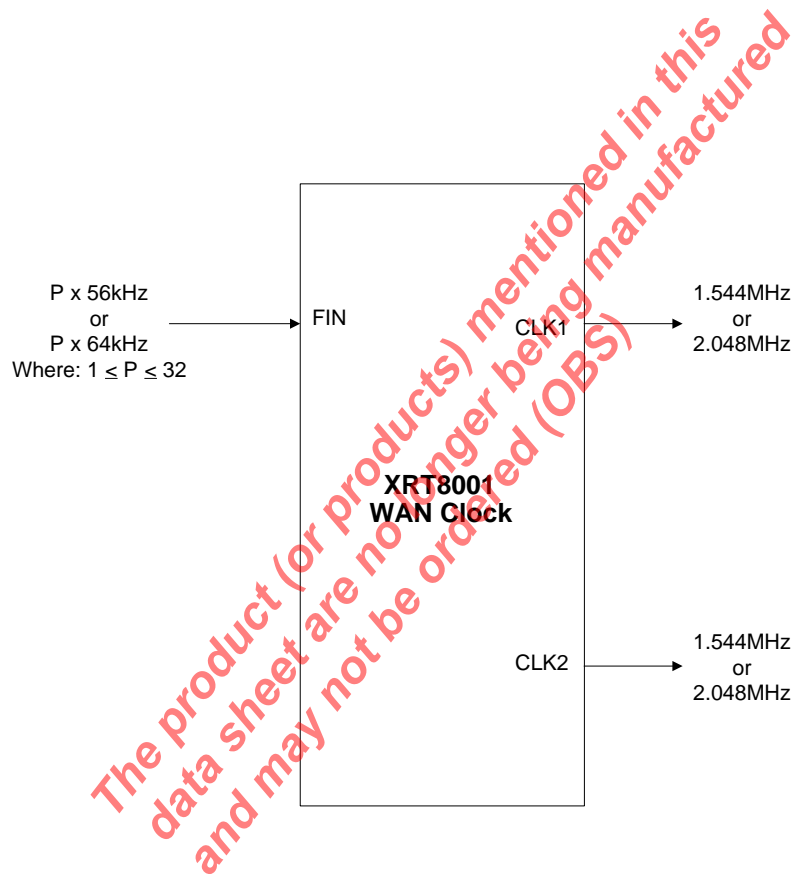 P x 56kHz
or
P x 64kHz
Where: 1 ≤ P ≤ 32
FIN
CLK1
1.544MHz
or
2.048MHz
XRT8001
WAN Clock
CLK2
1.544MHz
or
2.048MHz
The product (or products) mentioned in this
data sheet are no longer being manufactured
and may not be ordered (OBS)